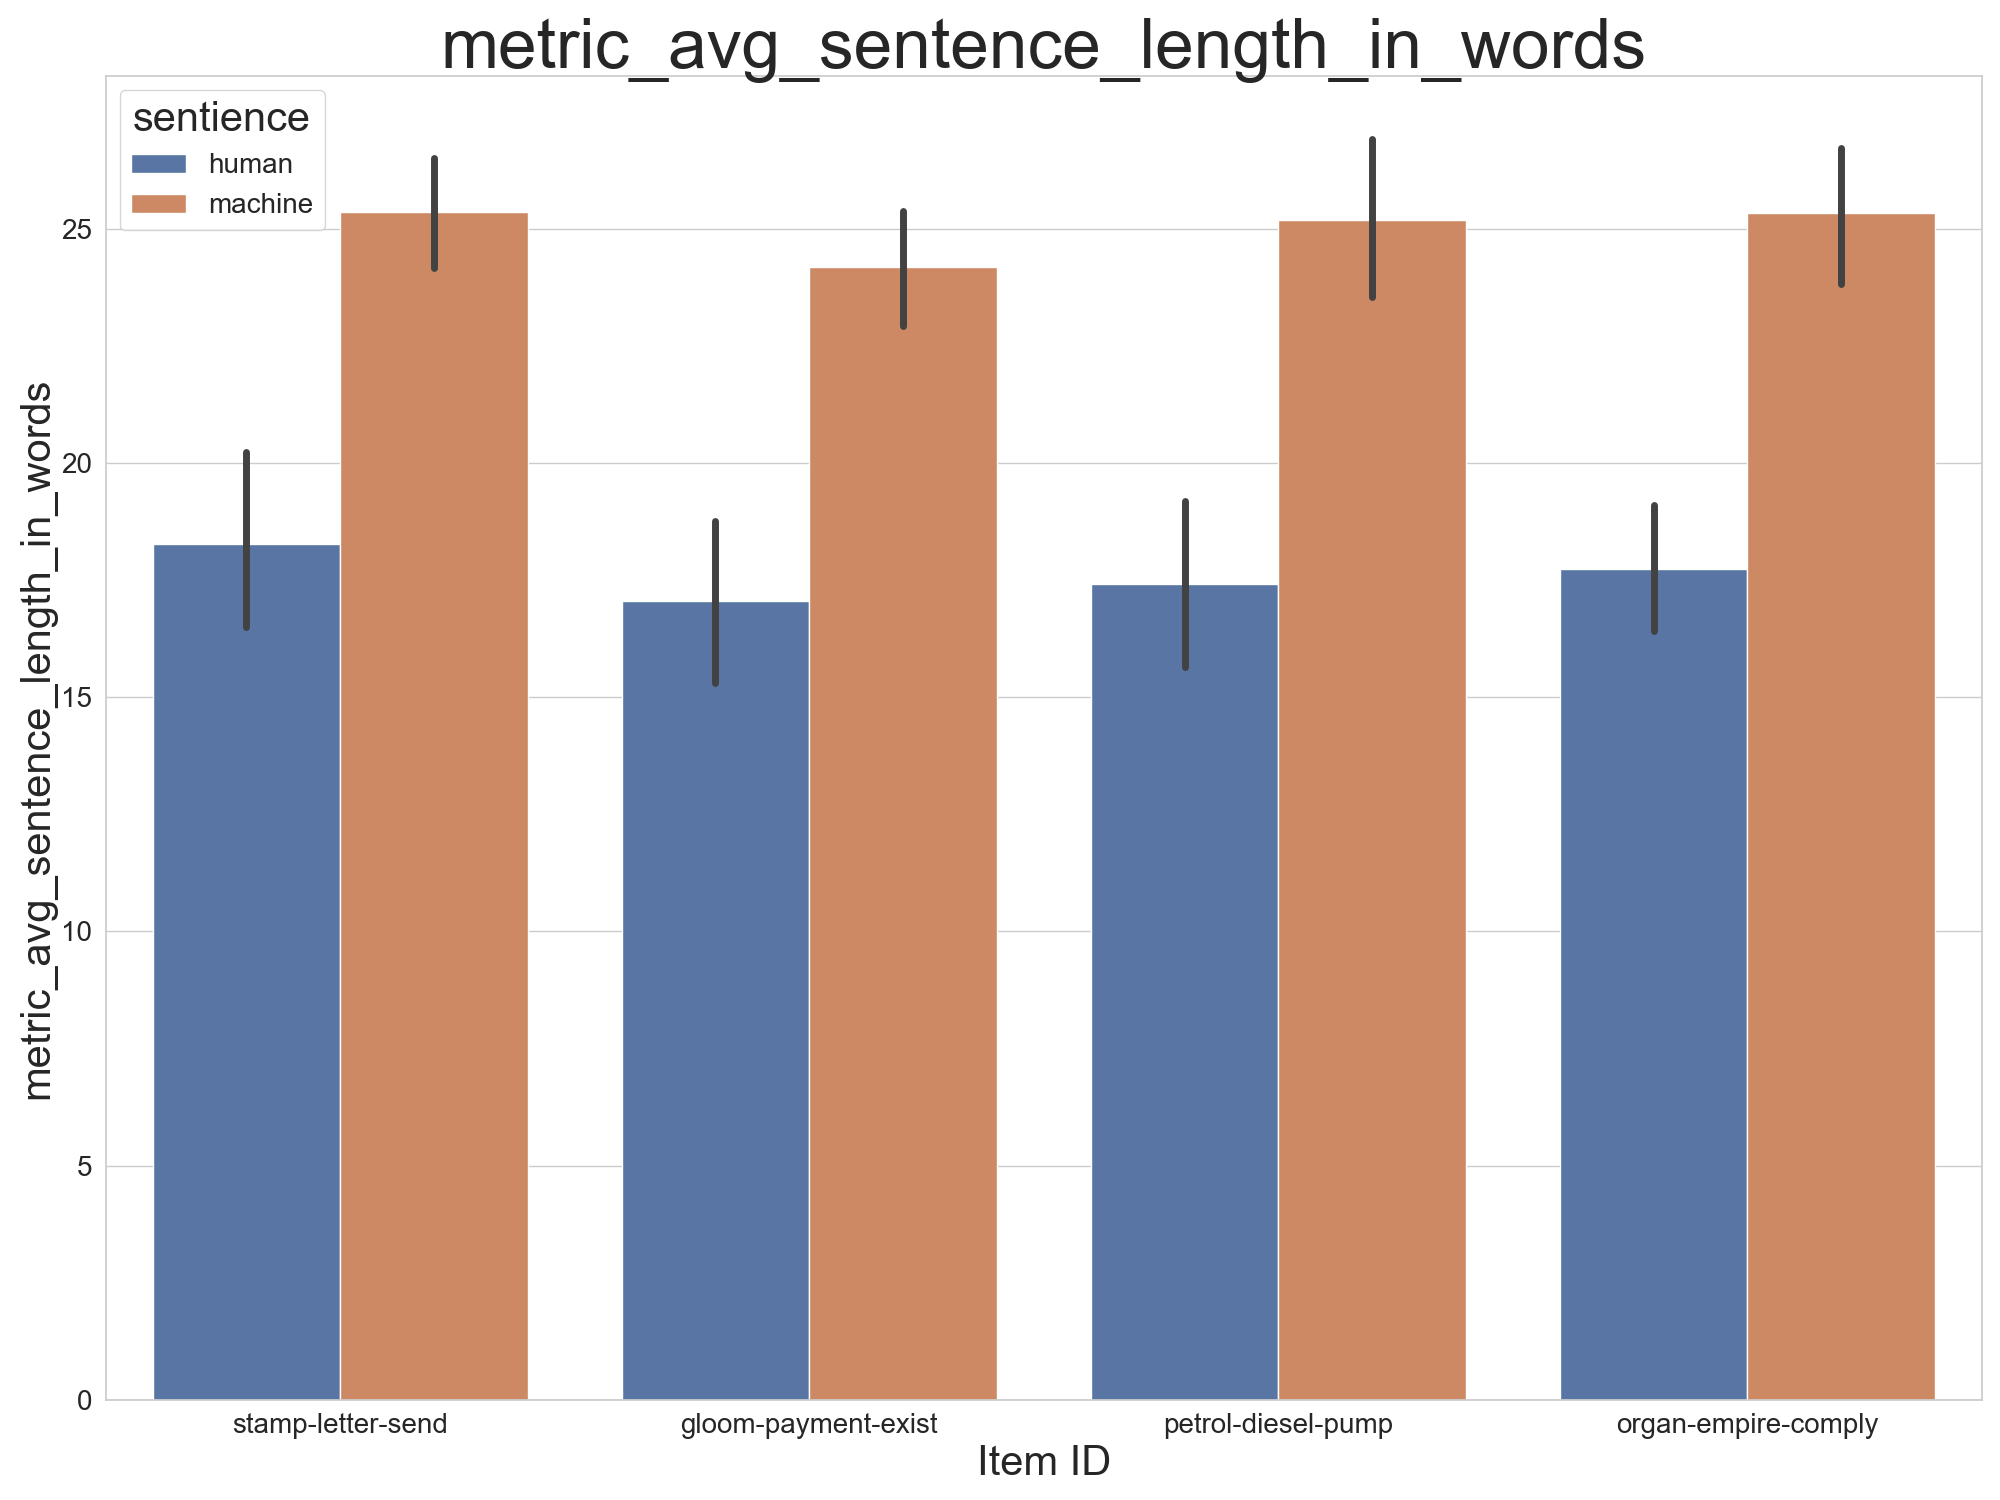 metric_avg_sentence_length_in_words
sentience
human
machine
metric_avg_sentence_length_in_words
25
20
15
10
5
0
stamp-letter-send
gloom-payment-exist
petrol-diesel-pump
organ-empire-comply
Item ID